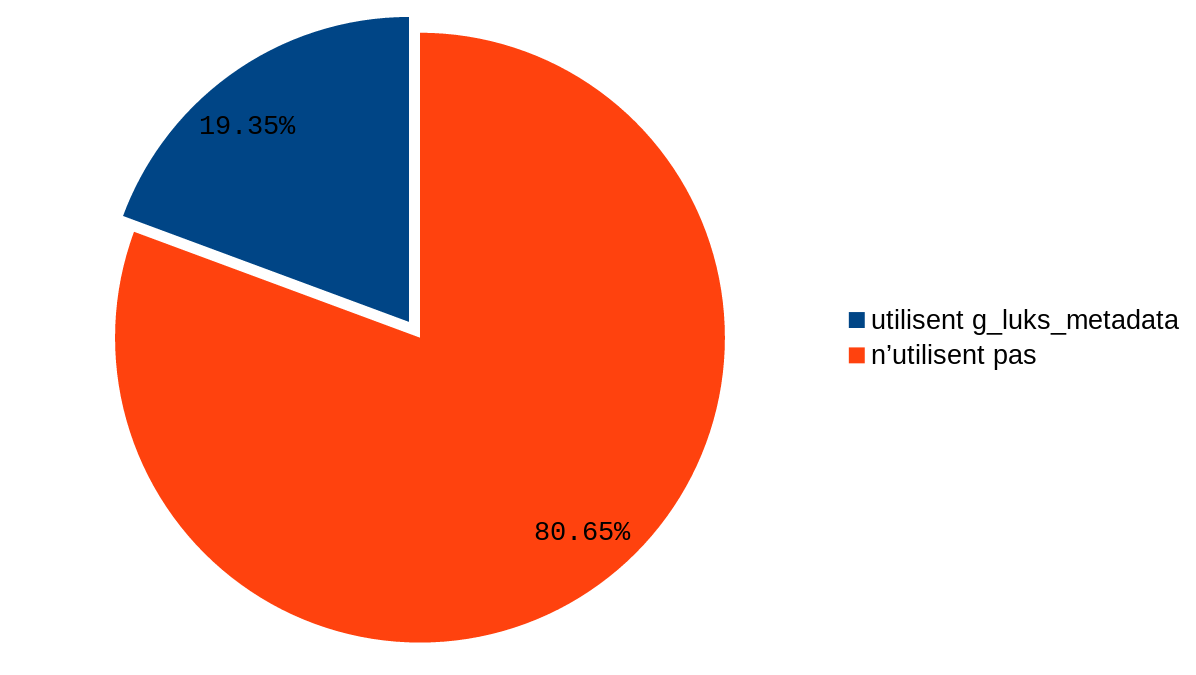 19.35%
utilisent g_luks_metadata
n’utilisent pas
80.65%